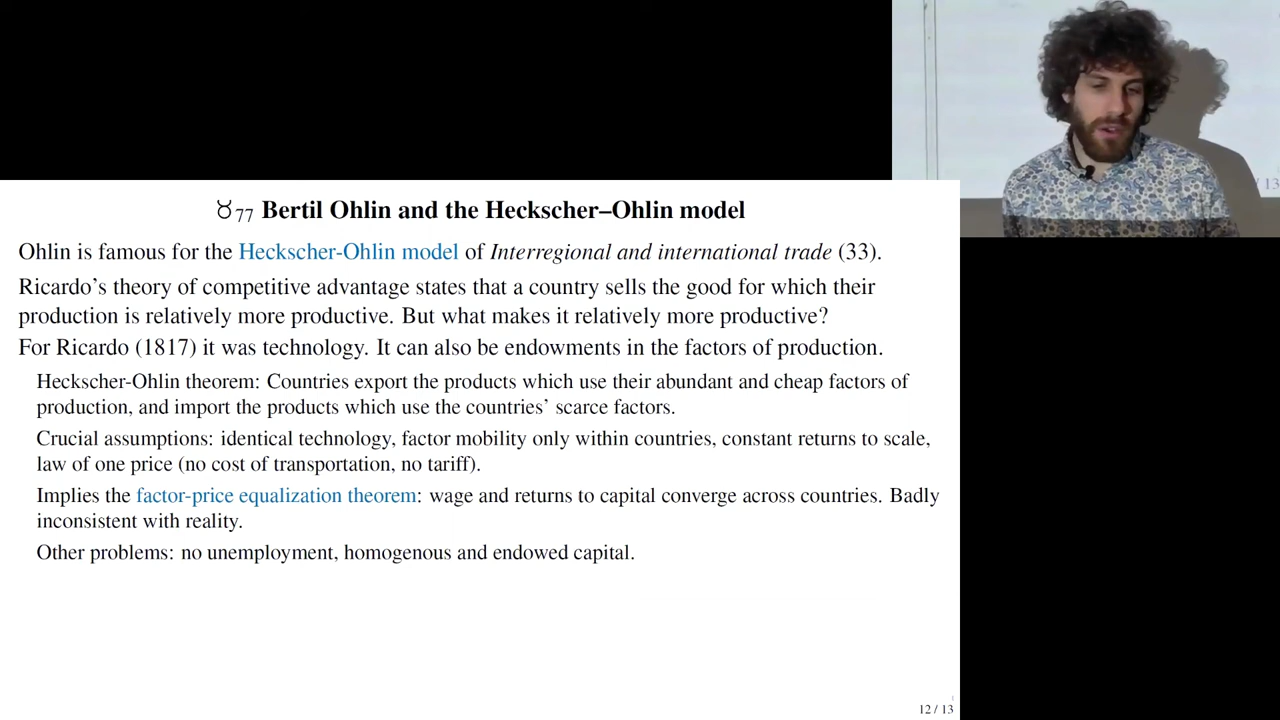 ♉77 Bertil Ohlin and the Heckscher–Ohlin model
Ohlin is famous for the Heckscher-Ohlin model of Interregional and international trade (33).
Ricardo's theory of competitive advantage states that a country sells the good for which their
production is relatively more productive. But what makes it relatively more productive?
For Ricardo (1817) it was technology. It can also be endowments in the factors of production.
Heckscher-Ohlin theorem: Countries export the products which use their abundant and cheap factors of
production, and import the products which use the countries' scarce factors.
Crucial assumptions: identical technology, factor mobility only within countries, constant returns to scale,
law of one price (no cost of transportation, no tariff).
Implies the factor-price equalization theorem: wage and returns to capital converge across countries. Badly
inconsistent with reality.
Other problems: no unemployment, homogenous and endowed capital.
12 / 13
/ 13